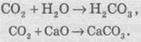 CO₂ + H₂O → H₂CO₃,
CO₂ + CaO → CaCO₃.